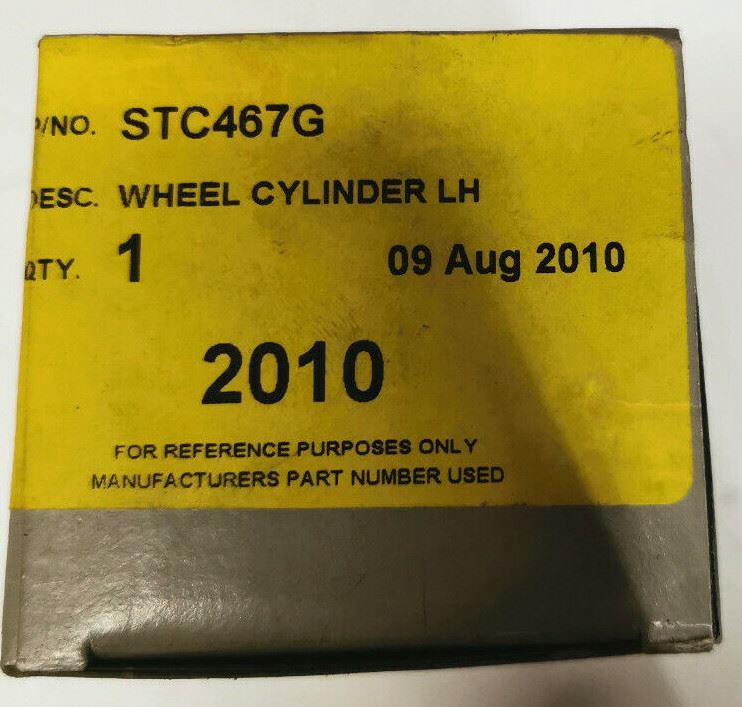 P/NO. STC467G
DESC. WHEEL CYLINDER LH
QTY. 1 09 Aug 2010
2010
FOR REFERENCE PURPOSES ONLY
MANUFACTURERS PART NUMBER USED